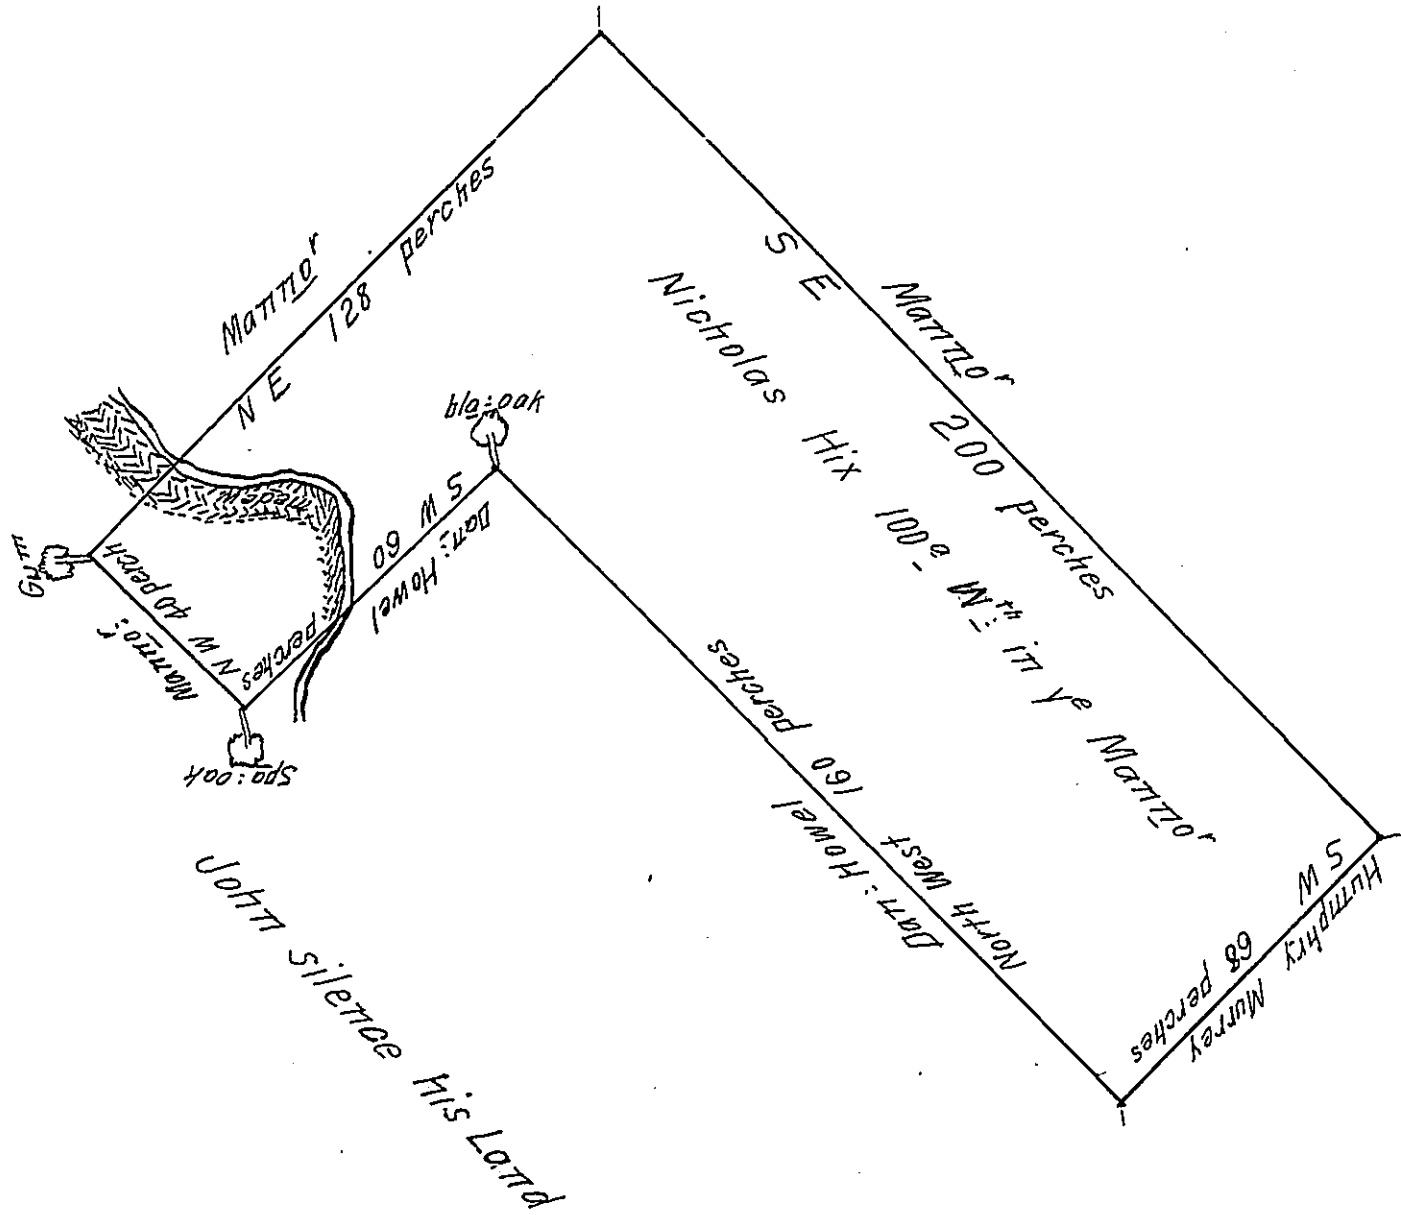 Mannor
N E 128 perches
S E
Mannor
200 perches
Nicholas Hix 100a Wth in Ye Mannor
bla: oak
medew
S W 60 perches
Dan: Howel
Gum
N W 40 perch
Mannor
Spa: oak
North West 160 perches
Dan: Howel
S W 68 perches
Humphry Murrey
John silence his Land